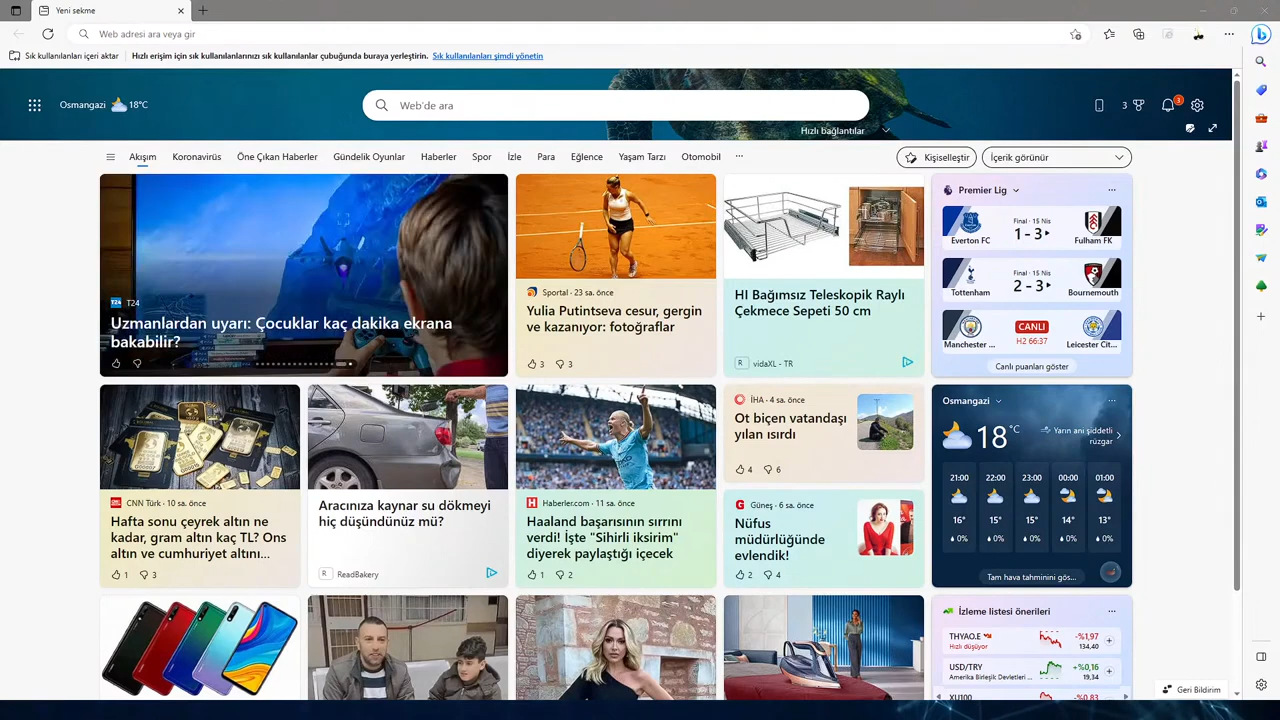 Yeni sekme
Web adresi ara veya gir
Sık kullanılanları içeri aktar
Hızlı erişim için sık kullanılanlarınızı sık kullanılanlar çubuğunda buraya yerleştirin. Sık kullanılanları şimdi yönetin
Osmangazi 18°C
Web'de ara
3
3
Hızlı bağlantılar
Akışım
Koronavirüs
Öne Çıkan Haberler
Gündelik Oyunlar
Haberler
Spor
İzle
Para
Eğlence
Yaşam Tarzı
Otomobil
Kişiselleştir
İçerik görünür
T24
Uzmanlardan uyarı: Çocuklar kaç dakika ekrana
bakabilir?
Sportal · 23 sa. önce
Yulia Putintseva cesur, gergin
ve kazanıyor: fotoğraflar
3 3
HI Bağımsız Teleskopik Raylı
Çekmece Sepeti 50 cm
R vidaXL - TR
Premier Lig
Final · 15 Nis
1 - 3
Everton FC
Fulham FK
Final · 15 Nis
2 - 3
Tottenham
Bournemouth
CANLI
H2 66:37
Manchester ...
Leicester Cit...
Canlı puanları göster
CNN Türk · 10 sa. önce
Hafta sonu çeyrek altın ne
kadar, gram altın kaç TL? Ons
altın ve cumhuriyet altını...
1 3
Aracınıza kaynar su dökmeyi
hiç düşündünüz mü?
R ReadBakery
Haberler.com · 11 sa. önce
Haaland başarısının sırrını
verdi! İşte "Sihirli iksirim"
diyerek paylaştığı içecek
1 2
İHA · 4 sa. önce
Ot biçen vatandaşı
yılan ısırdı
4 6
Güneş · 6 sa. önce
Nüfus
müdürlüğünde
evlendik!
2 4
Osmangazi
18 °C
Yarın ani şiddetli
rüzgar
21:00 22:00 23:00 00:00 01:00
16° 15° 15° 14° 13°
0% 0% 0% 0% 0%
Tam hava tahminini gös...
İzleme listesi önerileri
THYAO.E
Hızlı düşüyor
-%1,97
134,40
USD/TRY
Amerika Birleşik Devletleri ...
+%0,16
19,34
XU100
-%0,83
Geri Bildirim